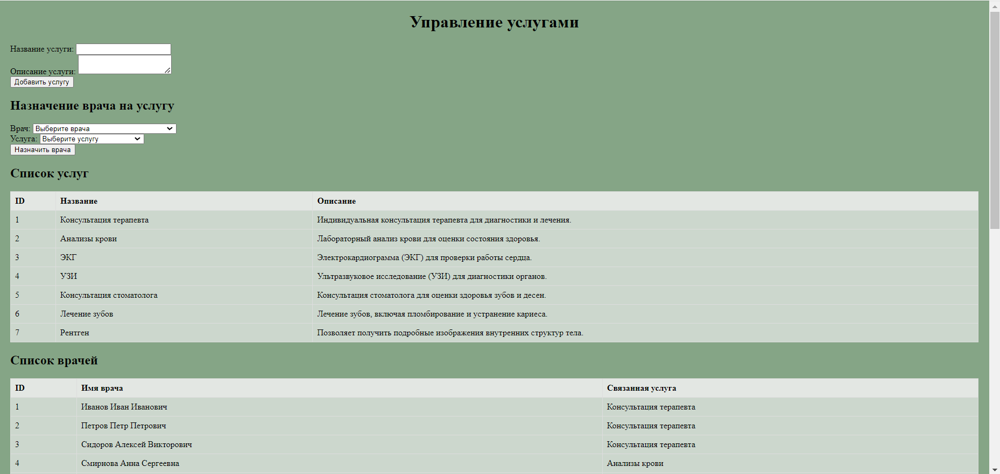 Управление услугами
Название услуги:
Описание услуги:
Добавить услугу
Назначение врача на услугу
Врач: Выберите врача
Услуга: Выберите услугу
Назначить врача
Список услуг
ID Название Описание
1 Консультация терапевта Индивидуальная консультация терапевта для диагностики и лечения.
2 Анализы крови Лабораторный анализ крови для оценки состояния здоровья.
3 ЭКГ Электрокардиограмма (ЭКГ) для проверки работы сердца.
4 УЗИ Ультразвуковое исследование (УЗИ) для диагностики органов.
5 Консультация стоматолога Консультация стоматолога для оценки здоровья зубов и десен.
6 Лечение зубов Лечение зубов, включая пломбирование и устранение кариеса.
7 Рентген Позволяет получить подробные изображения внутренних структур тела.
Список врачей
ID Имя врача Связанная услуга
1 Иванов Иван Иванович Консультация терапевта
2 Петров Петр Петрович Консультация терапевта
3 Сидоров Алексей Викторович Консультация терапевта
4 Смирнова Анна Сергеевна Анализы крови